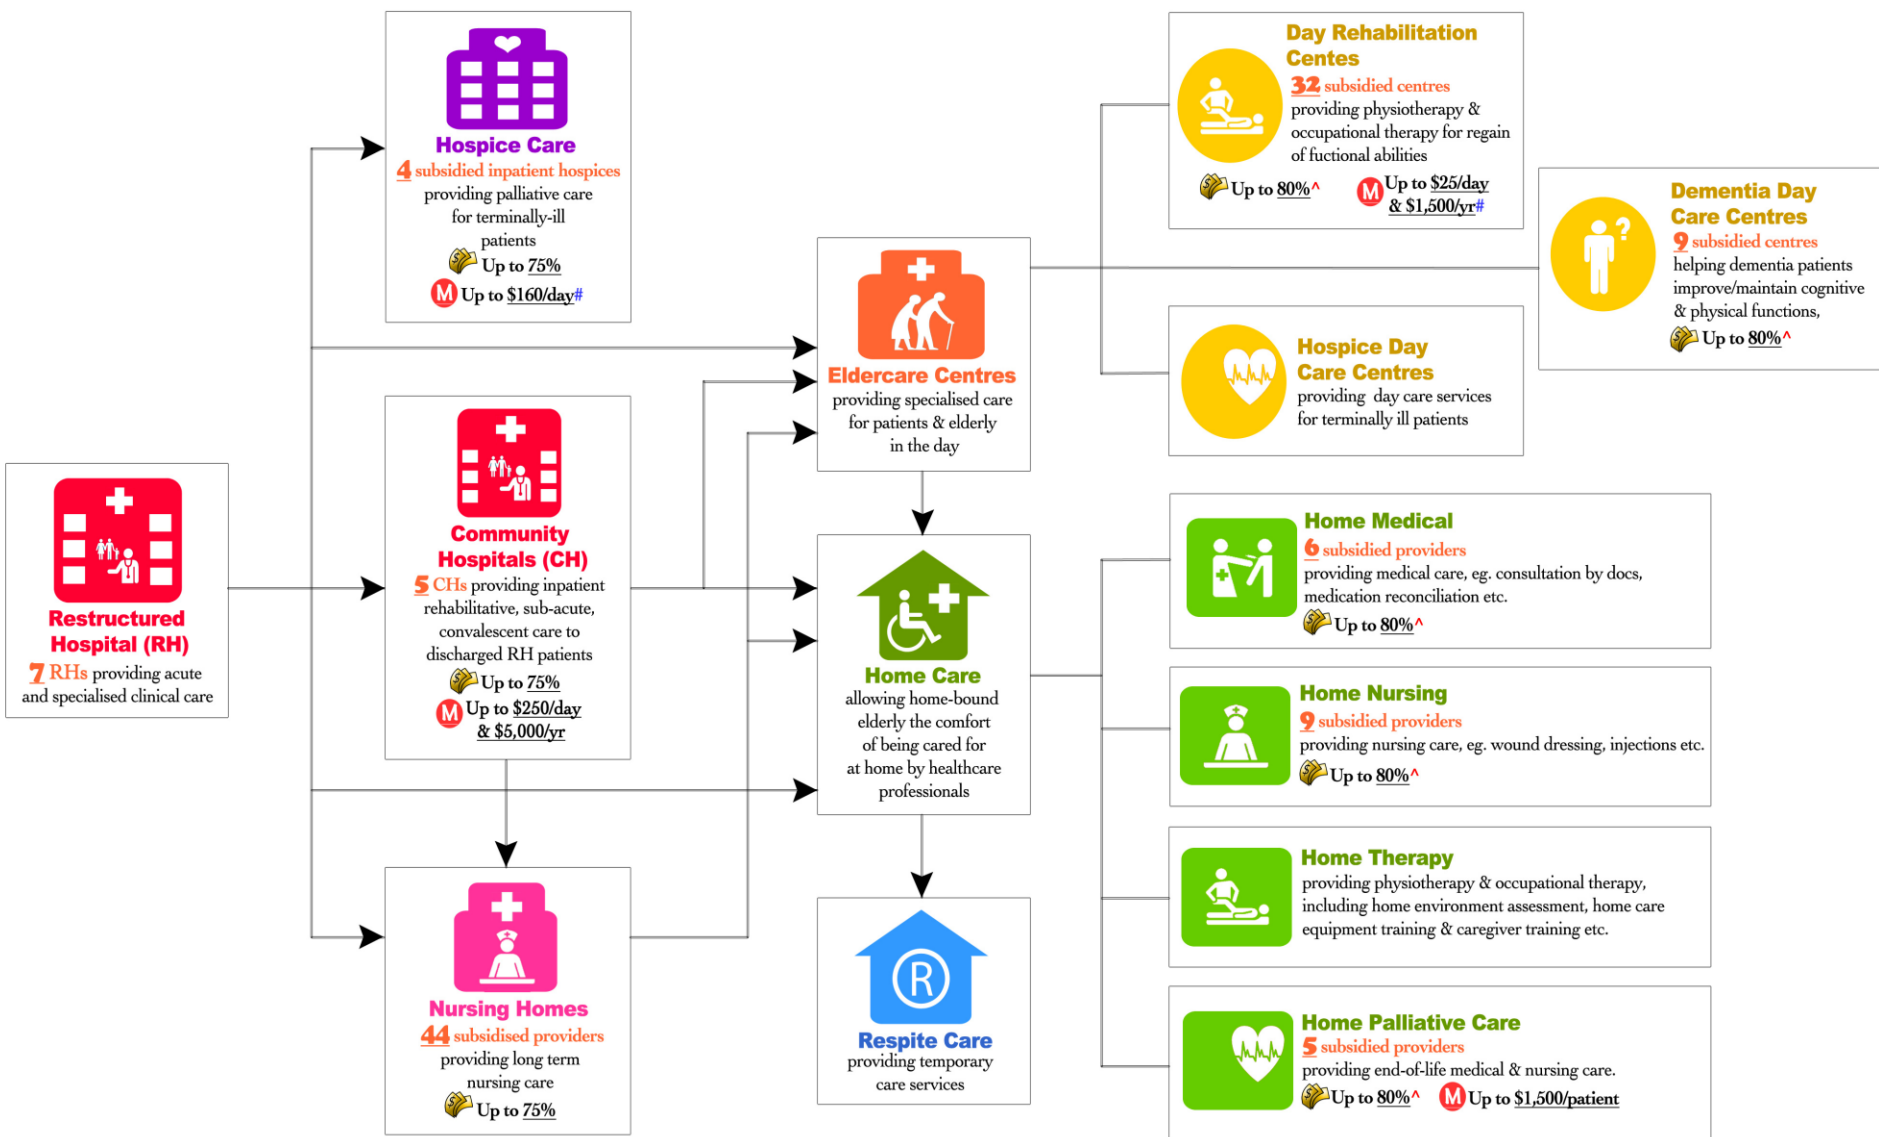 Restructured
Hospital (RH)
7 RHs providing acute
and specialised clinical care
Hospice Care
4 subsidied inpatient hospices
providing palliative care
for terminally-ill
patients
$ Up to 75%
M Up to $160/day#
Community
Hospitals (CH)
5 CHs providing inpatient
rehabilitative, sub-acute,
convalescent care to
discharged RH patients
$ Up to 75%
M Up to $250/day
& $5,000/yr
Nursing Homes
44 subsidised providers
providing long term
nursing care
$ Up to 75%
Eldercare Centres
providing specialised care
for patients & elderly
in the day
Home Care
allowing home-bound
elderly the comfort
of being cared for
at home by healthcare
professionals
R
Respite Care
providing temporary
care services
Day Rehabilitation
Centes
32 subsidied centres
providing physiotherapy &
occupational therapy for regain
of fuctional abilities
$ Up to 80%^
M Up to $25/day
& $1,500/yr#
?
Dementia Day
Care Centres
9 subsidied centres
helping dementia patients
improve/maintain cognitive
& physical functions,
$ Up to 80%^
Hospice Day
Care Centres
providing day care services
for terminally ill patients
Home Medical
6 subsidied providers
providing medical care, eg. consultation by docs,
medication reconciliation etc.
$ Up to 80%^
Home Nursing
9 subsidied providers
providing nursing care, eg. wound dressing, injections etc.
$ Up to 80%^
Home Therapy
providing physiotherapy & occupational therapy,
including home environment assessment, home care
equipment training & caregiver training etc.
Home Palliative Care
5 subsidied providers
providing end-of-life medical & nursing care.
$ Up to 80%^ M Up to $1,500/patient